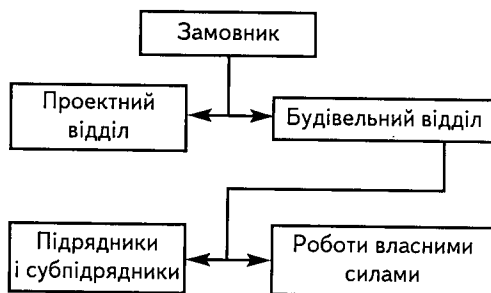 Замовник
Проектний
відділ
Будівельний відділ
Підрядники
і субпідрядники
Роботи власними
силами